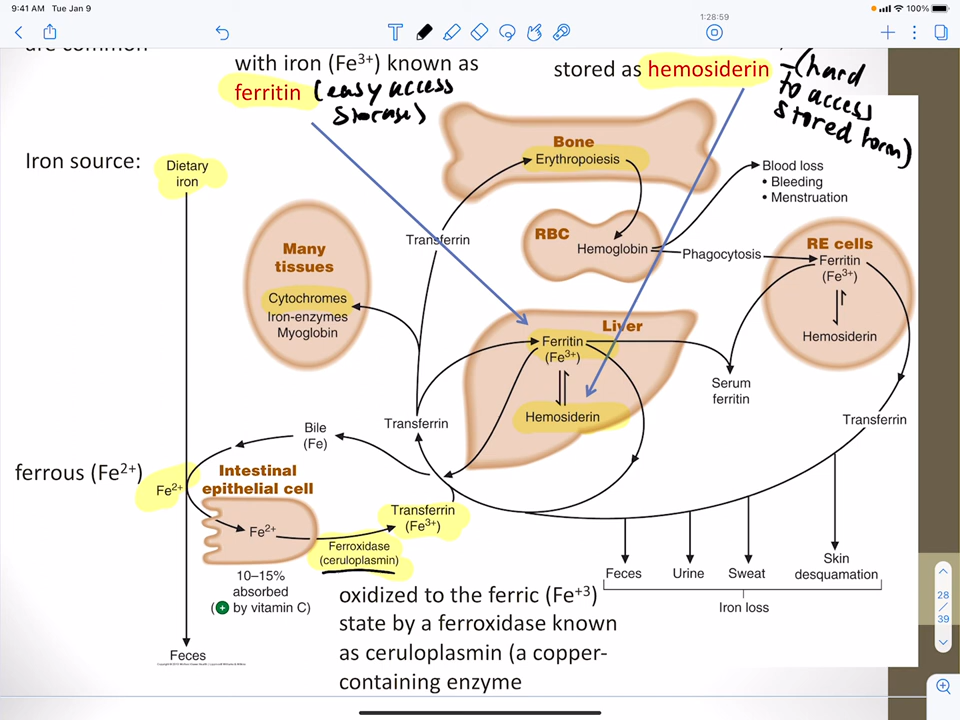 9:41 AM Tue Jan 9
100%
1:28:59
are common
with iron (Fe³⁺) known as
ferritin (easy access
storage)
stored as hemosiderin
(hard
to access
stored form)
Iron source:
Dietary
iron
Bone
Erythropoiesis
Blood loss
• Bleeding
• Menstruation
Transferrin
RBC
Hemoglobin
Phagocytosis
RE cells
Ferritin
(Fe³⁺)
Hemosiderin
Many
tissues
Cytochromes
Iron-enzymes
Myoglobin
Liver
Ferritin
(Fe³⁺)
Hemosiderin
Serum
ferritin
Transferrin
Transferrin
Bile
(Fe)
ferrous (Fe²⁺)
Fe²⁺
Intestinal
epithelial cell
Fe²⁺
Transferrin
(Fe³⁺)
Ferroxidase
(ceruloplasmin)
10–15%
absorbed
(+ by vitamin C)
Feces
Urine
Sweat
Skin
desquamation
Iron loss
oxidized to the ferric (Fe⁺³)
state by a ferroxidase known
as ceruloplasmin (a copper-
containing enzyme
Feces
28
/
39